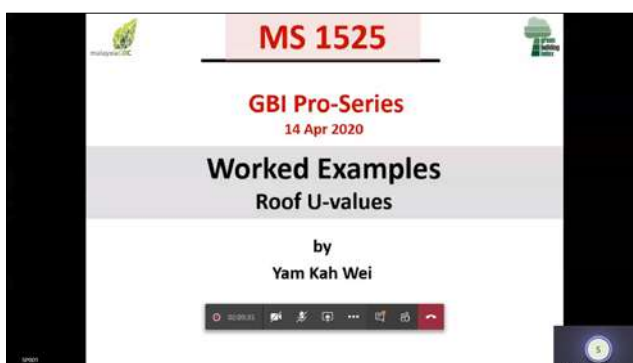 MS 1525
GBI Pro-Series
14 Apr 2020
Worked Examples
Roof U-values
by
Yam Kah Wei
S